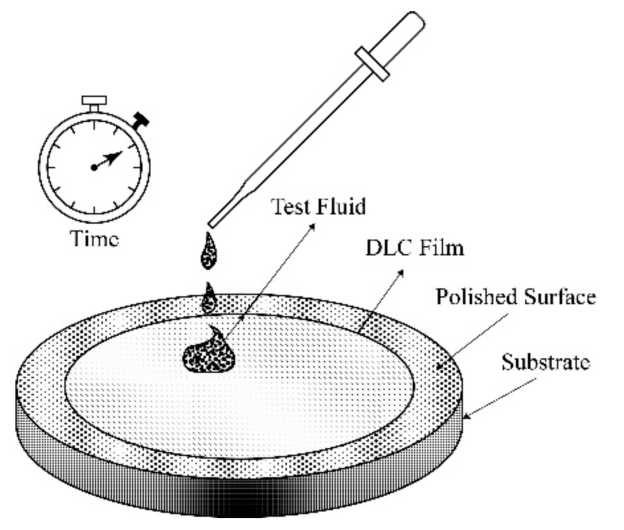 Time
Test Fluid
DLC Film
Polished Surface
Substrate